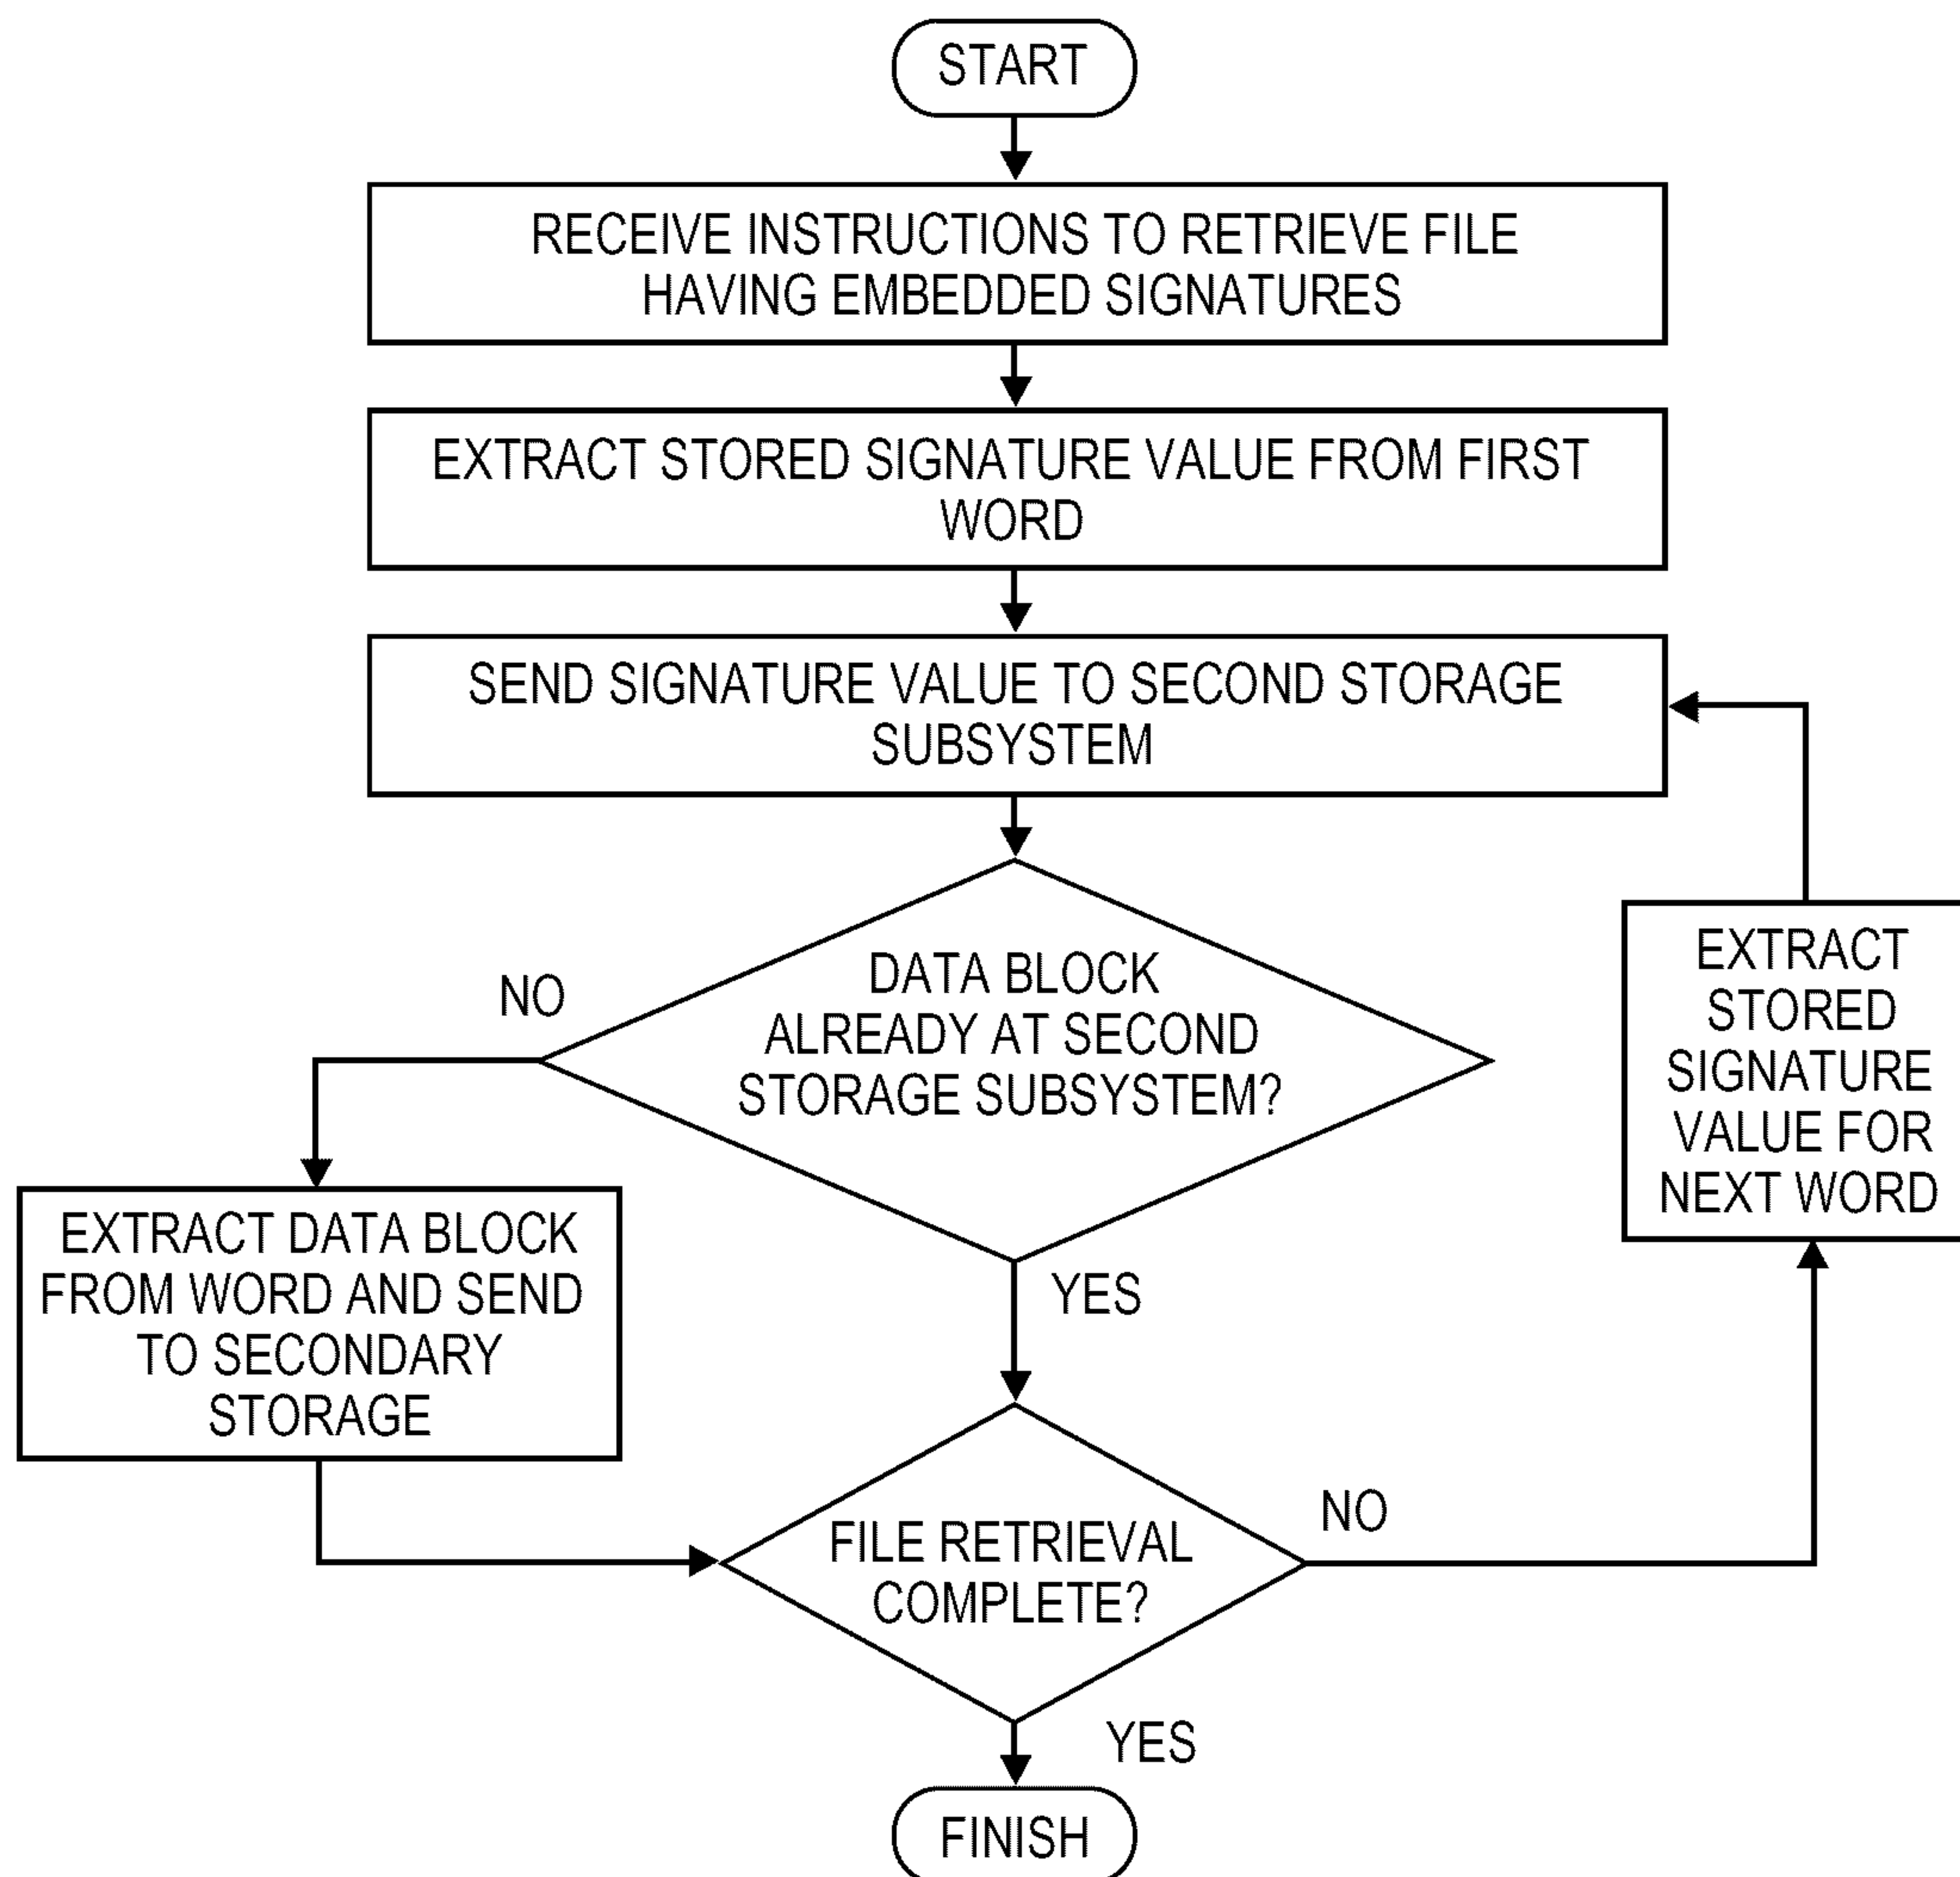 START
RECEIVE INSTRUCTIONS TO RETRIEVE FILE
HAVING EMBEDDED SIGNATURES
EXTRACT STORED SIGNATURE VALUE FROM FIRST
WORD
SEND SIGNATURE VALUE TO SECOND STORAGE
SUBSYSTEM
DATA BLOCK
ALREADY AT SECOND
STORAGE SUBSYSTEM?
NO
YES
EXTRACT DATA BLOCK
FROM WORD AND SEND
TO SECONDARY
STORAGE
FILE RETRIEVAL
COMPLETE?
NO
EXTRACT
STORED
SIGNATURE
VALUE FOR
NEXT WORD
YES
FINISH